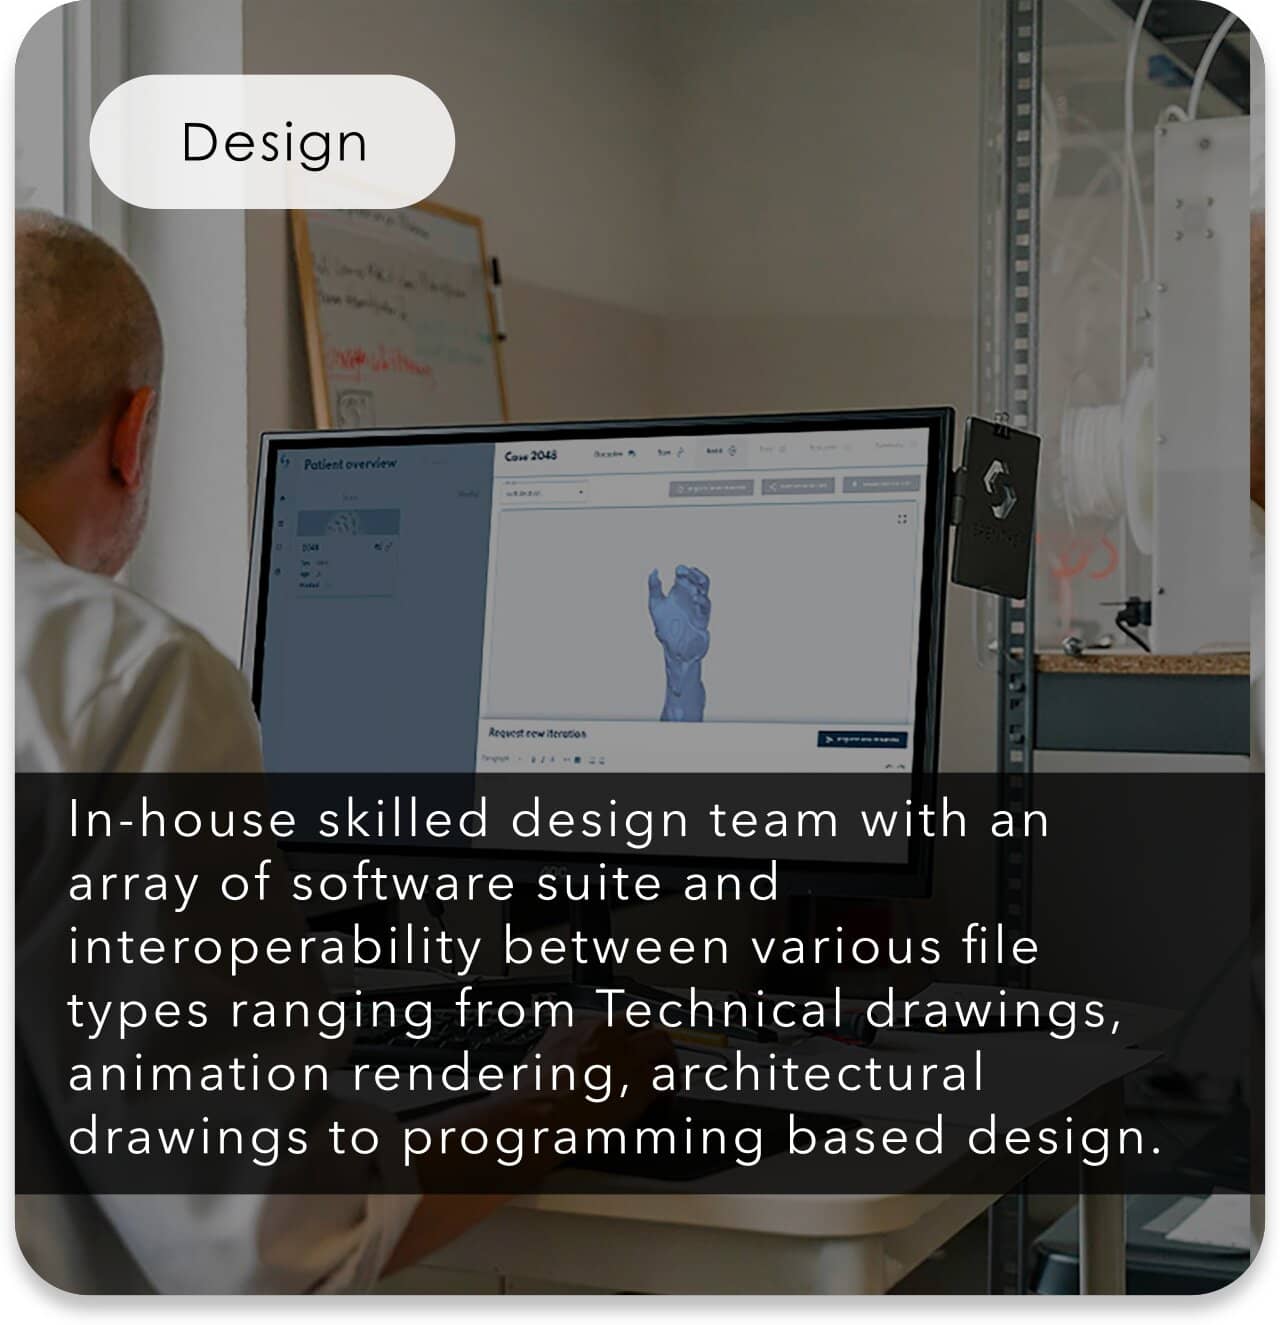 Design
Patient overview
Case 2048
2048
Request new iteration
In-house skilled design team with an
array of software suite and
interoperability between various file
types ranging from Technical drawings,
animation rendering, architectural
drawings to programming based design.